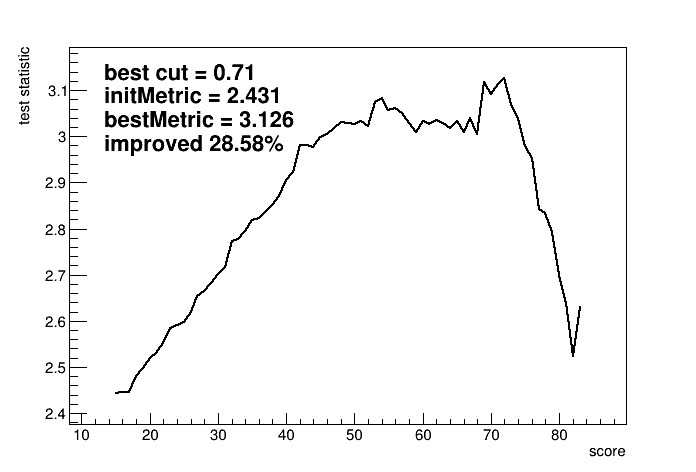 test statistic
best cut = 0.71
initMetric = 2.431
bestMetric = 3.126
improved 28.58%
3.1
3
2.9
2.8
2.7
2.6
2.5
2.4
10 20 30 40 50 60 70 80
score